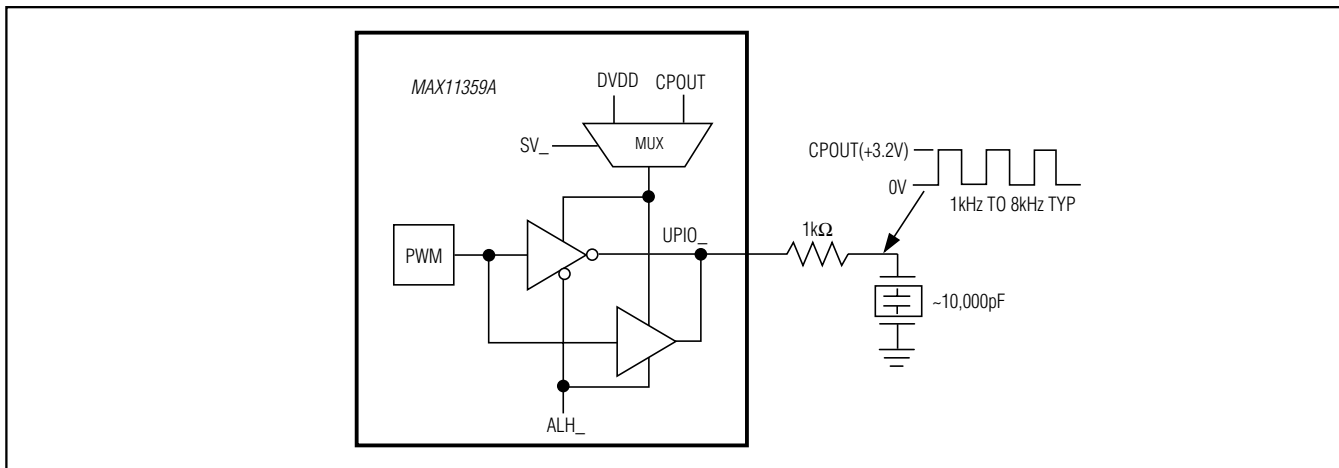 MAX11359A
DVDD
CPOUT
SV_
MUX
CPOUT(+3.2V)
0V
1kHz TO 8kHz TYP
PWM
UPIO_
1kΩ
~10,000pF
ALH_